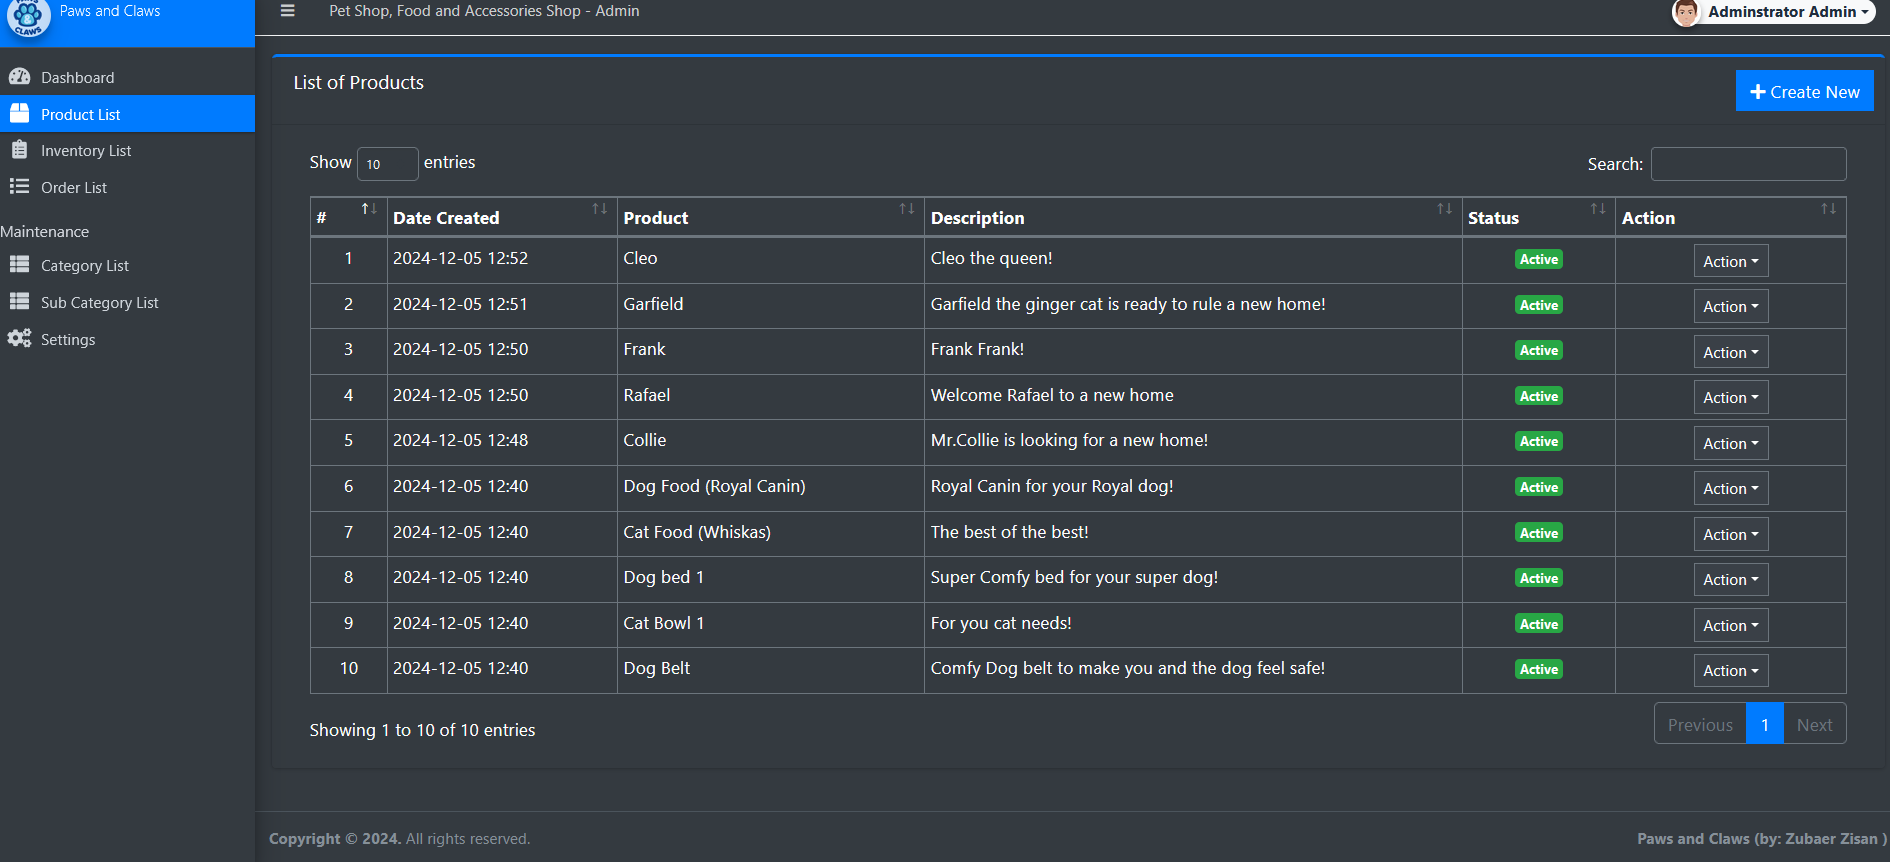 Paws and Claws
CLAWS
Pet Shop, Food and Accessories Shop - Admin
Adminstrator Admin
Dashboard
Product List
Inventory List
Order List
Maintenance
Category List
Sub Category List
Settings
List of Products
Create New
Show 10 entries
Search:
# Date Created Product Description Status Action
1 2024-12-05 12:52 Cleo Cleo the queen! Active Action
2 2024-12-05 12:51 Garfield Garfield the ginger cat is ready to rule a new home! Active Action
3 2024-12-05 12:50 Frank Frank Frank! Active Action
4 2024-12-05 12:50 Rafael Welcome Rafael to a new home Active Action
5 2024-12-05 12:48 Collie Mr.Collie is looking for a new home! Active Action
6 2024-12-05 12:40 Dog Food (Royal Canin) Royal Canin for your Royal dog! Active Action
7 2024-12-05 12:40 Cat Food (Whiskas) The best of the best! Active Action
8 2024-12-05 12:40 Dog bed 1 Super Comfy bed for your super dog! Active Action
9 2024-12-05 12:40 Cat Bowl 1 For you cat needs! Active Action
10 2024-12-05 12:40 Dog Belt Comfy Dog belt to make you and the dog feel safe! Active Action
Showing 1 to 10 of 10 entries
Previous 1 Next
Copyright © 2024. All rights reserved.
Paws and Claws (by: Zubaer Zisan )